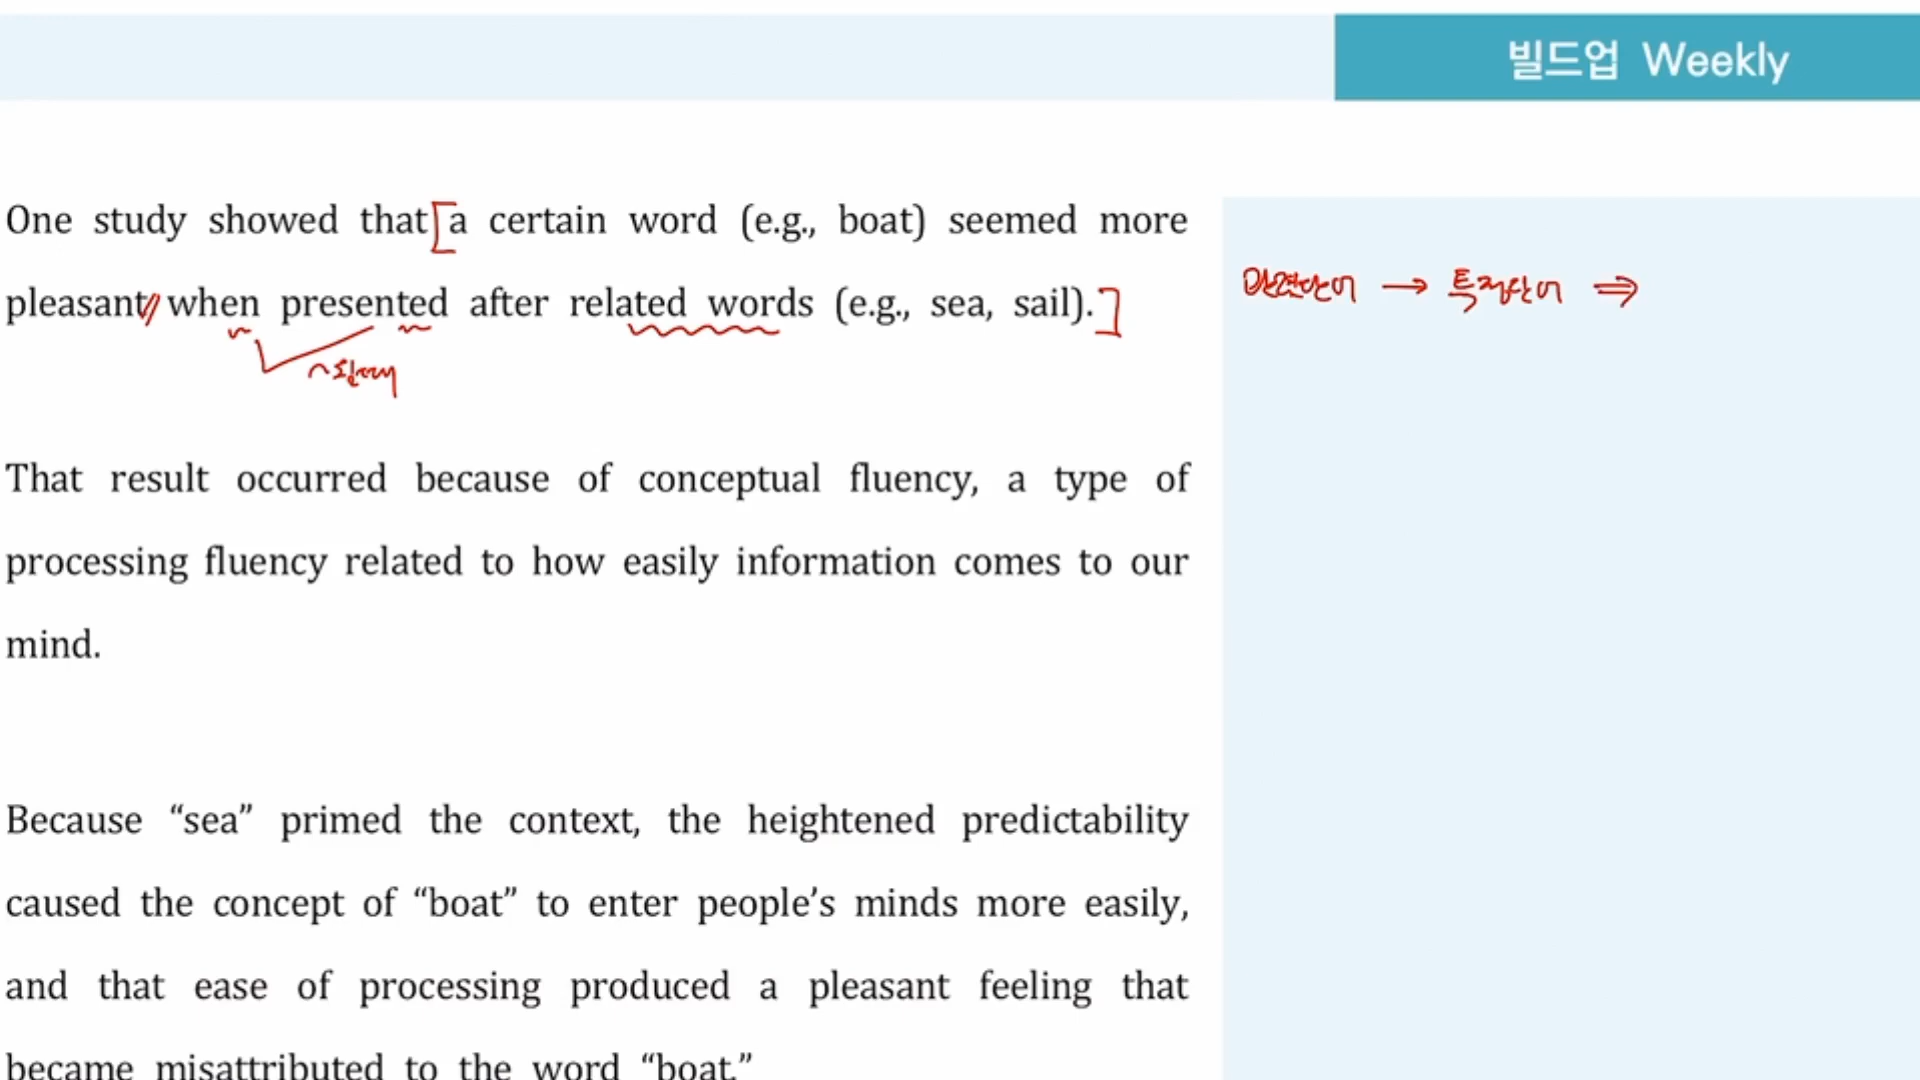 빌드업 Weekly
One study showed that [a certain word (e.g., boat) seemed more
pleasant // when presented after related words (e.g., sea, sail).]
~할때
관련단어 → 특정단어 ⇒
That result occurred because of conceptual fluency, a type of
processing fluency related to how easily information comes to our
mind.
Because “sea” primed the context, the heightened predictability
caused the concept of “boat” to enter people’s minds more easily,
and that ease of processing produced a pleasant feeling that
became misattributed to the word “boat.”